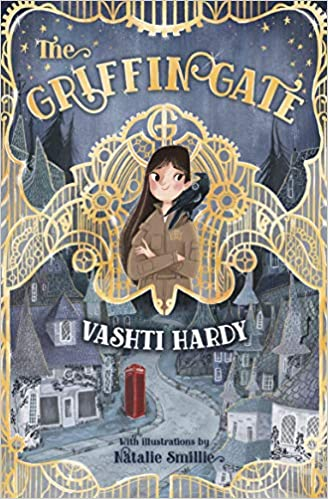 The
GRIFFIN GATE
VASHTI HARDY
With illustrations by
Natalie Smillie